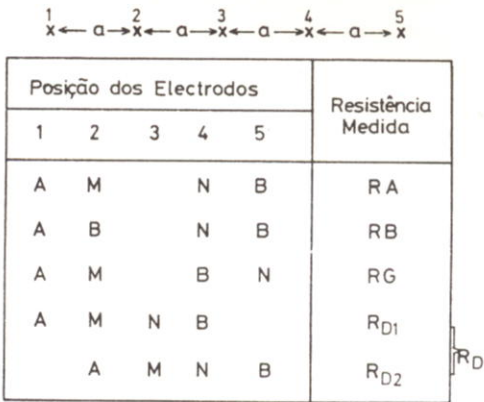 1 2 3 4 5
x← a →x← a →x← a →x← a →x
Posição dos Electrodos
Resistência Medida
1 2 3 4 5
A M N B RA
A B N B RB
A M B N RG
A M N B RD1
A M N B RD2
RD